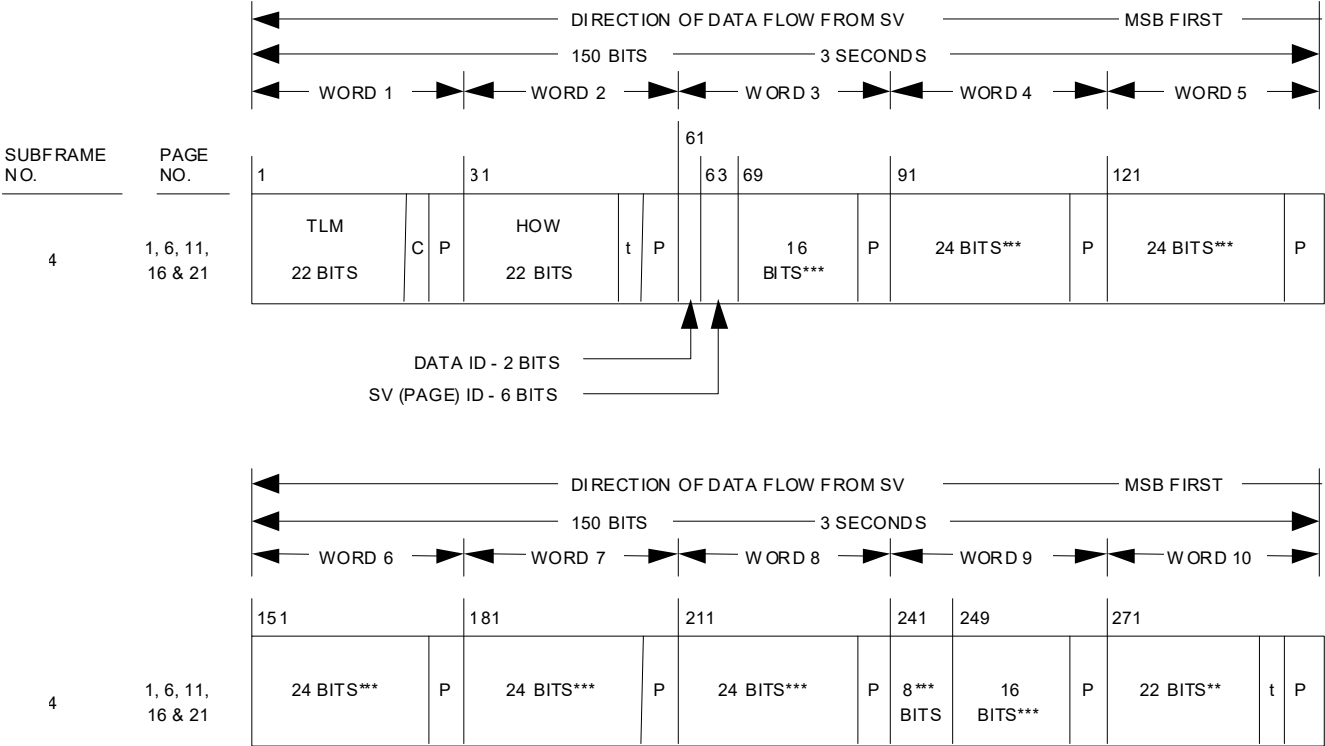 DIRECTION OF DATA FLOW FROM SV MSB FIRST
150 BITS 3 SECONDS
WORD 1 WORD 2 WORD 3 WORD 4 WORD 5
SUBFRAME NO.
PAGE NO.
1 31 61 63 69 91 121
4
1, 6, 11, 16 & 21
TLM
22 BITS
C
P
HOW
22 BITS
t
P
16
BITS***
P
24 BITS***
P
24 BITS***
P
DATA ID - 2 BITS
SV (PAGE) ID - 6 BITS
DIRECTION OF DATA FLOW FROM SV MSB FIRST
150 BITS 3 SECONDS
WORD 6 WORD 7 WORD 8 WORD 9 WORD 10
151 181 211 241 249 271
4
1, 6, 11,
16 & 21
24 BITS***
P
24 BITS***
P
24 BITS***
P
8***
BITS
16
BITS***
P
22 BITS**
t
P